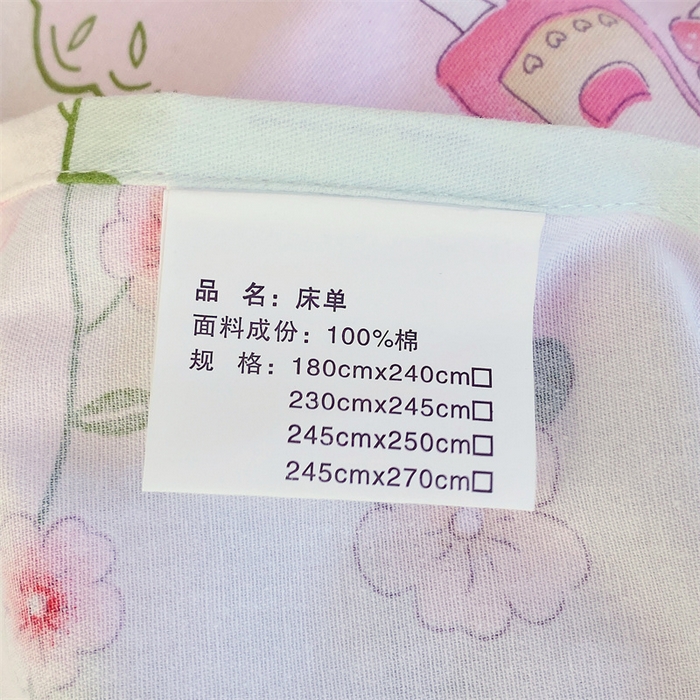 品 名：床单
面料成份：100%棉
规 格：180cmx240cm□
230cmx245cm□
245cmx250cm□
245cmx270cm□